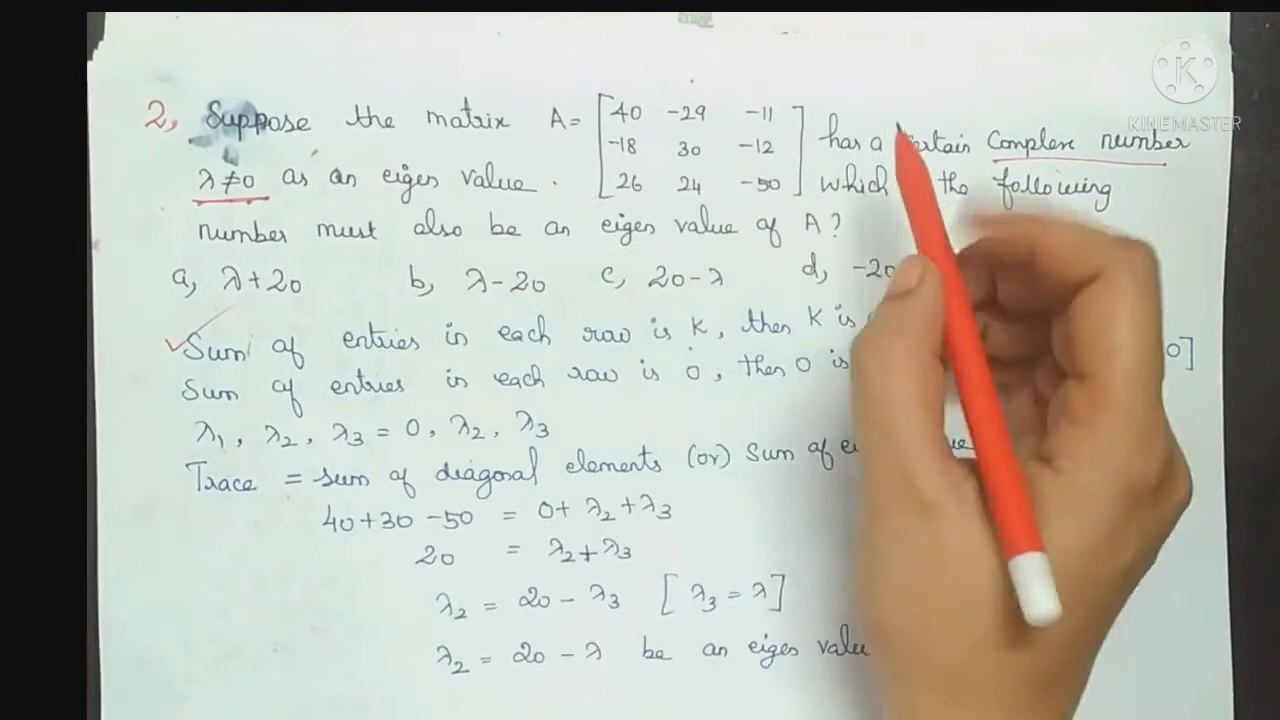 2, Suppose the matrix A = [ 40 -29 -11
-18 30 -12
26 24 -50 ] has a certain Complex number
λ ≠ 0 as an eigen value. which the following
number must also be an eigen value of A?
a, λ+20 b, λ-20 c, 20-λ d, -20
Sum of entries in each row is K, then K is
Sum of entries in each row is 0, then 0 is 0]
λ₁, λ₂, λ₃ = 0, λ₂, λ₃
Trace = sum of diagonal elements (or) Sum of
40+30-50 = 0+ λ₂+λ₃
20 = λ₂+λ₃
λ₂ = 20 - λ₃ [λ₃ = λ]
λ₂ = 20 - λ be an eigen value
KINEMASTER